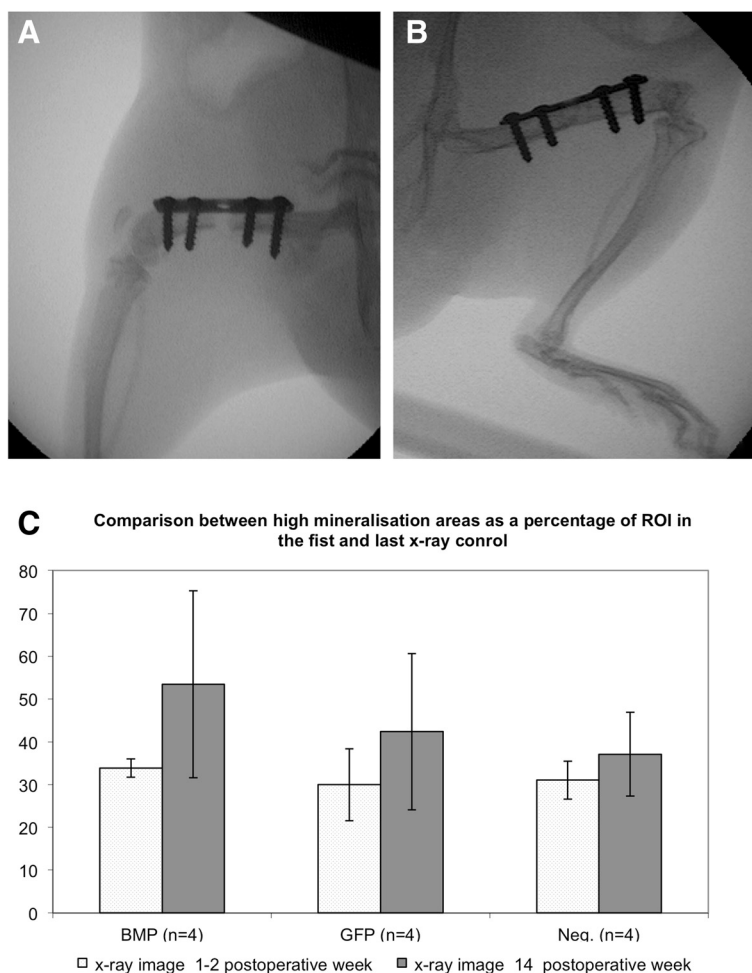 A
B
C
Comparison between high mineralisation areas as a percentage of ROI in
the fist and last x-ray conrol
80
70
60
50
40
30
20
10
0
BMP (n=4) GFP (n=4) Neg. (n=4)
x-ray image 1-2 postoperative week x-ray image 14 postoperative week